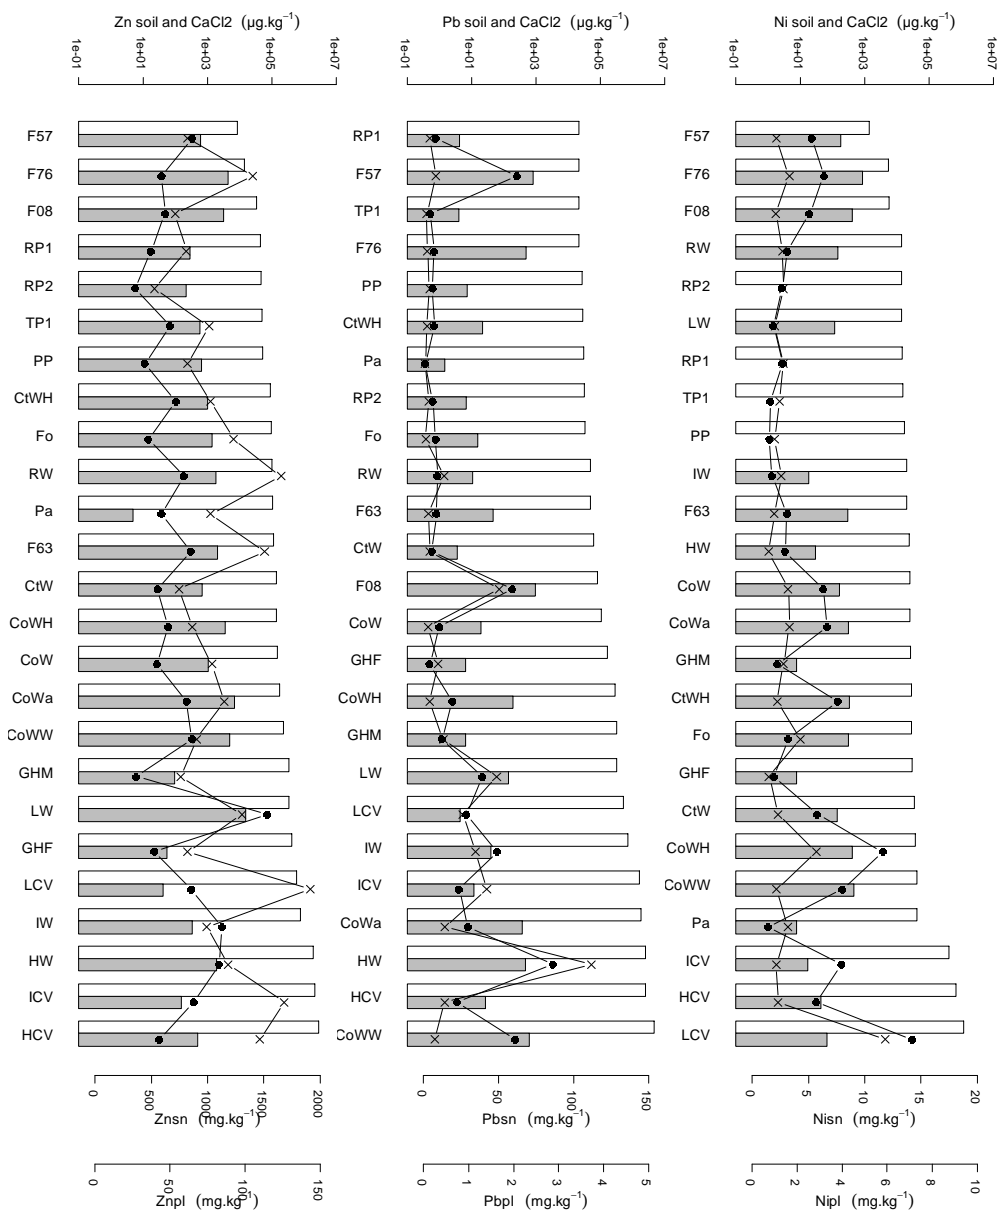 Zn soil and CaCl2 (µg.kg⁻¹)
1e-01 1e+01 1e+03 1e+05 1e+07
F57
F76
F08
RP1
RP2
TP1
PP
CtWH
Fo
RW
Pa
F63
CtW
CoWH
CoW
CoWa
CoWW
GHM
LW
GHF
LCV
IW
HW
ICV
HCV
0 500 1000 1500 2000
Znsn (mg.kg⁻¹)
0 50 100 150
Znpl (mg.kg⁻¹)
Pb soil and CaCl2 (µg.kg⁻¹)
1e-01 1e+01 1e+03 1e+05 1e+07
RP1
F57
TP1
F76
PP
CtWH
Pa
RP2
Fo
RW
F63
CtW
F08
CoW
GHF
CoWH
GHM
LW
LCV
IW
ICV
CoWa
HW
HCV
CoWW
0 50 100 150
Pbsn (mg.kg⁻¹)
0 1 2 3 4 5
Pbpl (mg.kg⁻¹)
Ni soil and CaCl2 (µg.kg⁻¹)
1e-01 1e+01 1e+03 1e+05 1e+07
F57
F76
F08
RW
RP2
LW
RP1
TP1
PP
IW
F63
HW
CoW
CoWa
GHM
CtWH
Fo
GHF
CtW
CoWH
CoWW
Pa
ICV
HCV
LCV
0 5 10 15 20
Nisn (mg.kg⁻¹)
0 2 4 6 8 10
Nipl (mg.kg⁻¹)